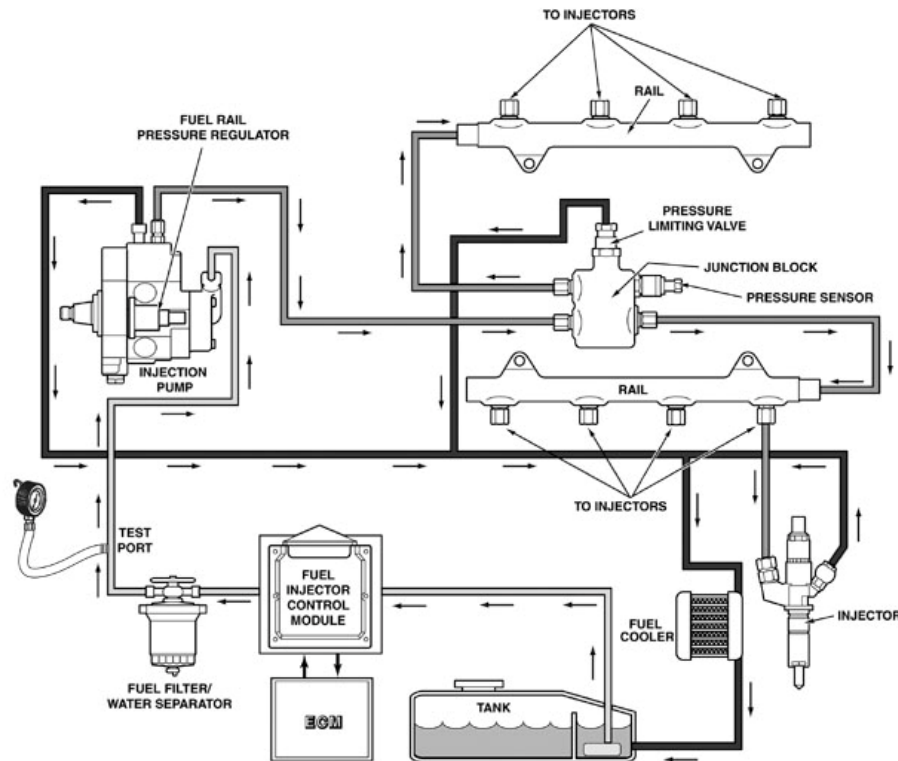 TO INJECTORS
RAIL
FUEL RAIL
PRESSURE REGULATOR
PRESSURE
LIMITING VALVE
JUNCTION BLOCK
PRESSURE SENSOR
INJECTION
PUMP
RAIL
TO INJECTORS
TEST
PORT
FUEL
INJECTOR
CONTROL
MODULE
FUEL
COOLER
INJECTOR
FUEL FILTER/
WATER SEPARATOR
ECM
TANK